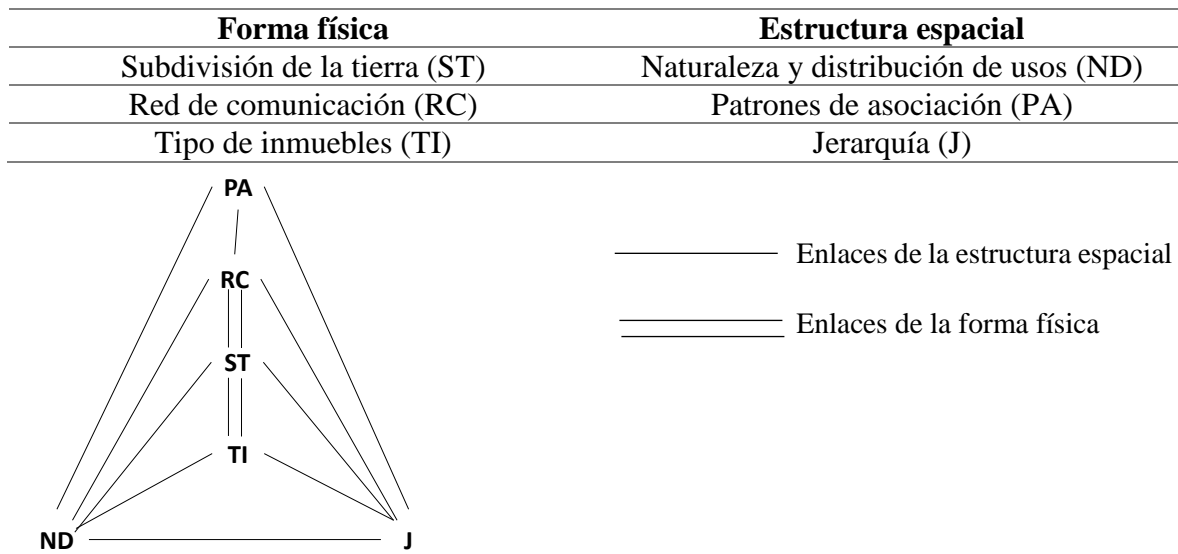 Forma física Estructura espacial
Subdivisión de la tierra (ST) Naturaleza y distribución de usos (ND)
Red de comunicación (RC) Patrones de asociación (PA)
Tipo de inmuebles (TI) Jerarquía (J)
PA
Enlaces de la estructura espacial
RC
Enlaces de la forma física
ST
TI
ND J